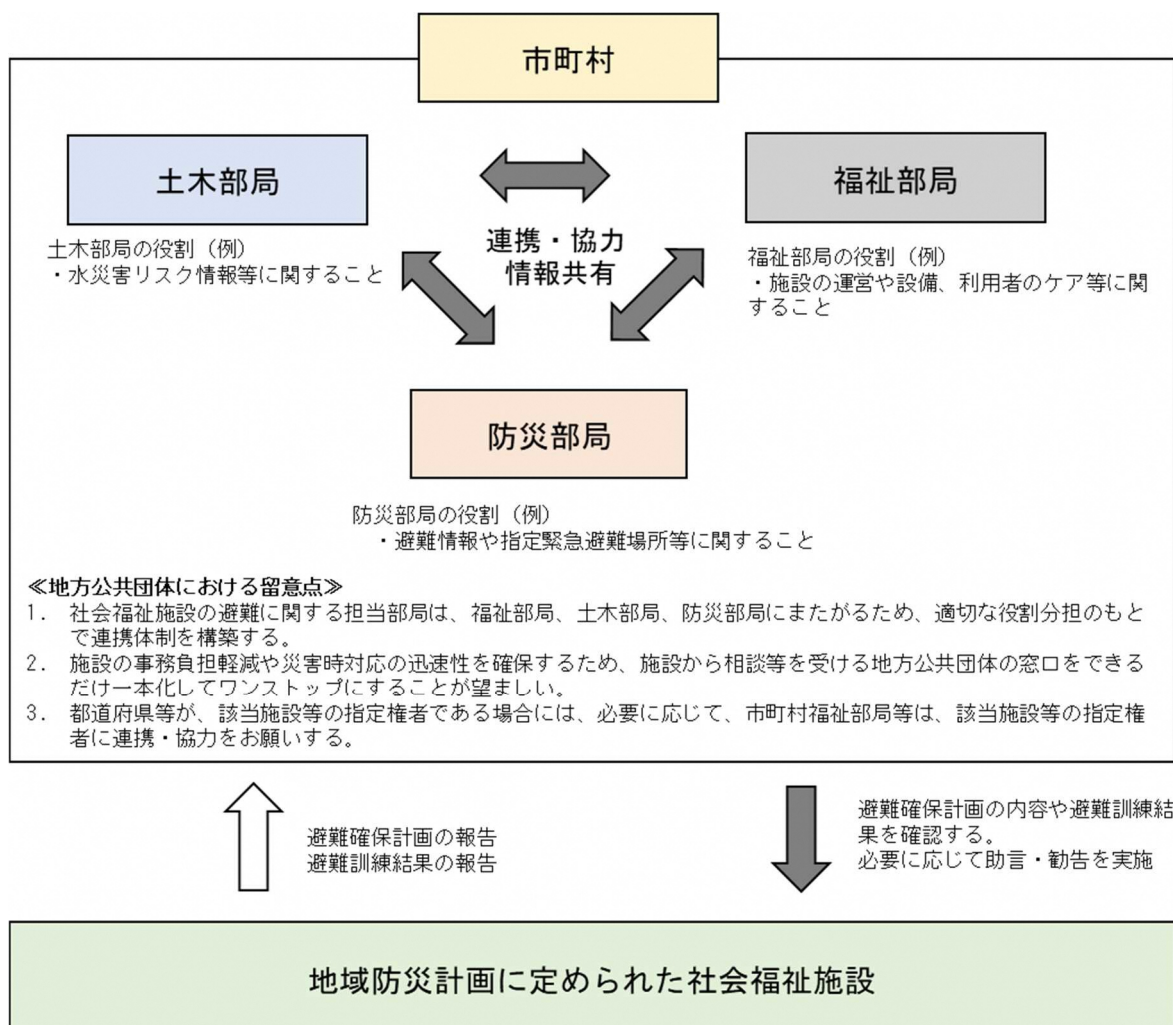 市町村
土木部局
福祉部局
連携・協力
情報共有
土木部局の役割（例）
・水災害リスク情報等に関すること
福祉部局の役割（例）
・施設の運営や設備、利用者のケア等に関
すること
防災部局
防災部局の役割（例）
・避難情報や指定緊急避難場所等に関すること
≪地方公共団体における留意点≫
1. 社会福祉施設の避難に関する担当部局は、福祉部局、土木部局、防災部局にまたがるため、適切な役割分担のもと
で連携体制を構築する。
2. 施設の事務負担軽減や災害時対応の迅速性を確保するため、施設から相談等を受ける地方公共団体の窓口をできる
だけ一本化してワンストップにすることが望ましい。
3. 都道府県等が、該当施設等の指定権者である場合には、必要に応じて、市町村福祉部局等は、該当施設等の指定権
者に連携・協力をお願いする。
避難確保計画の報告
避難訓練結果の報告
避難確保計画の内容や避難訓練結
果を確認する。
必要に応じて助言・勧告を実施
地域防災計画に定められた社会福祉施設